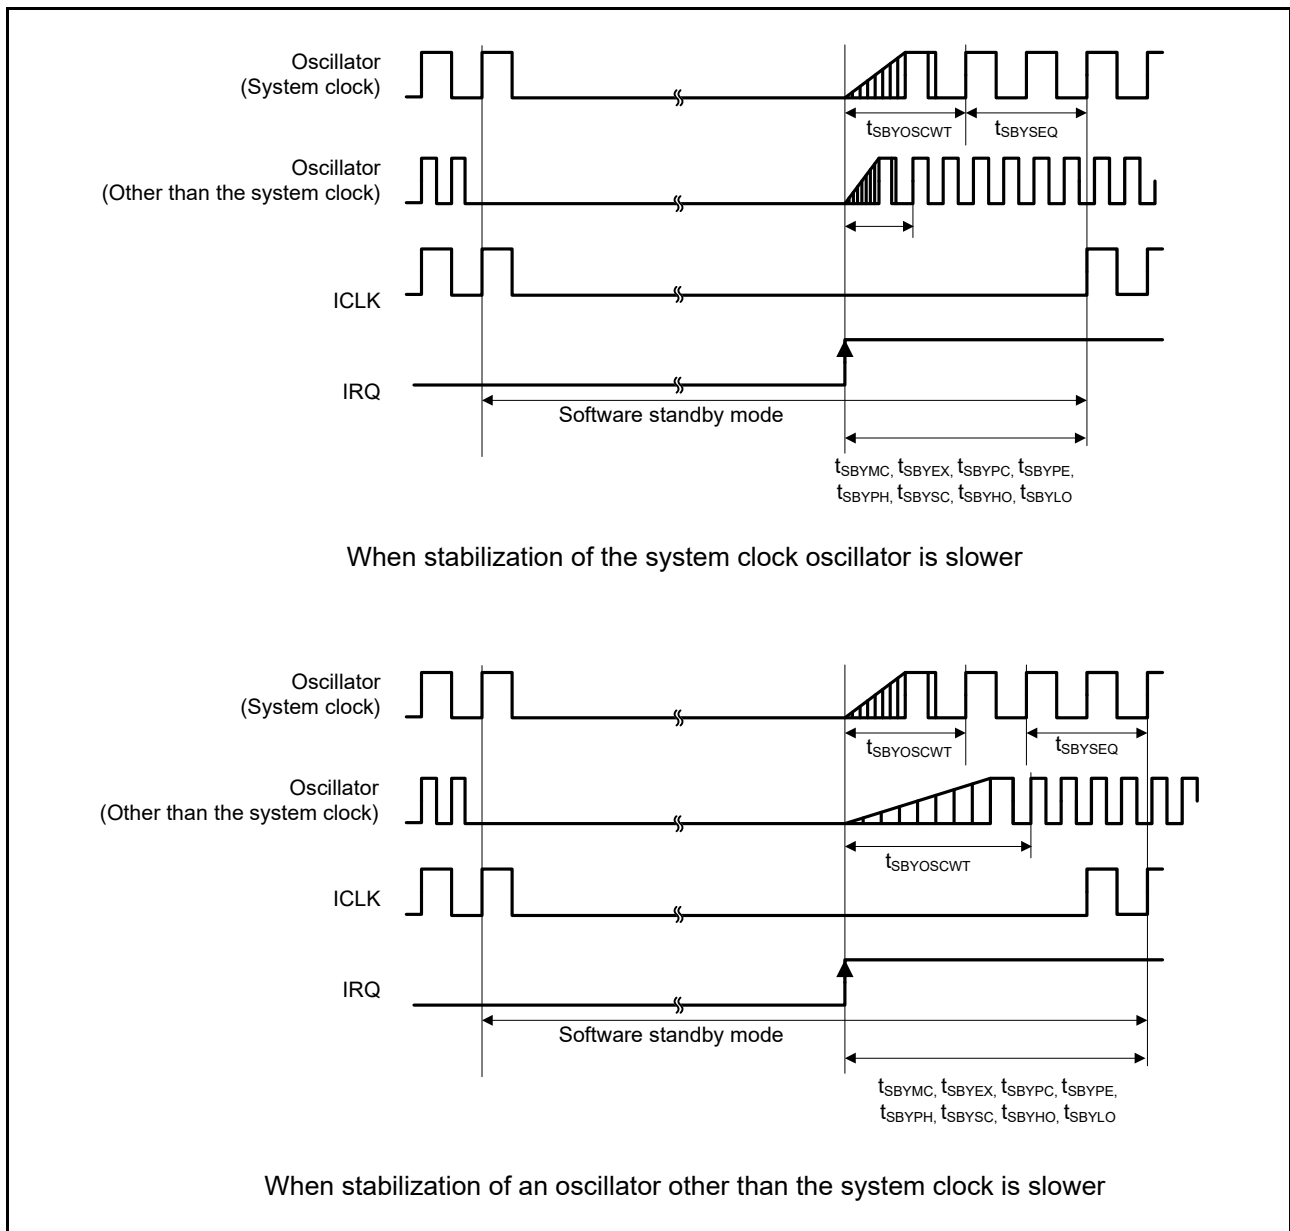 Oscillator
(System clock)
tSBYOSCWT
tSBYSEQ
Oscillator
(Other than the system clock)
ICLK
IRQ
Software standby mode
tSBYMC, tSBYEX, tSBYPC, tSBYPE,
tSBYPH, tSBYSC, tSBYHO, tSBYLO
When stabilization of the system clock oscillator is slower
Oscillator
(System clock)
tSBYOSCWT
tSBYSEQ
Oscillator
(Other than the system clock)
tSBYOSCWT
ICLK
IRQ
Software standby mode
tSBYMC, tSBYEX, tSBYPC, tSBYPE,
tSBYPH, tSBYSC, tSBYHO, tSBYLO
When stabilization of an oscillator other than the system clock is slower